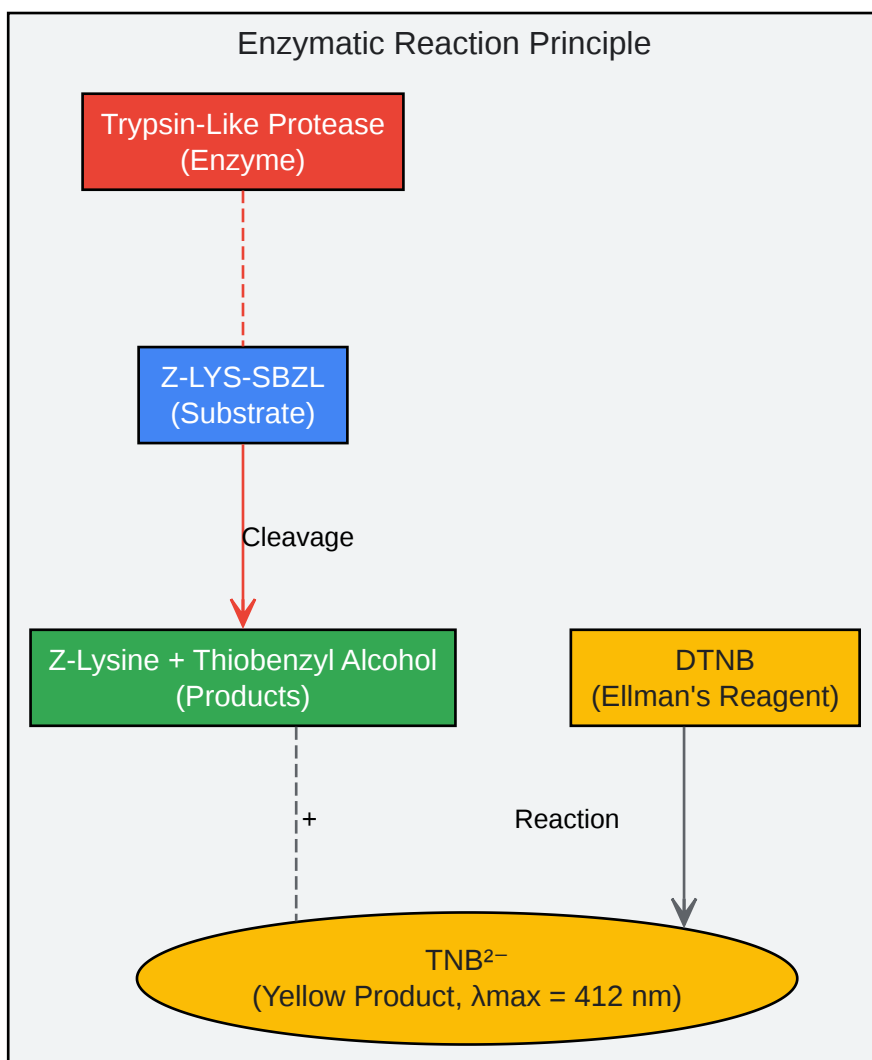 Enzymatic Reaction Principle
Trypsin-Like Protease
(Enzyme)
Z-LYS-SBZL
(Substrate)
Cleavage
Z-Lysine + Thiobenzyl Alcohol
(Products)
DTNB
(Ellman's Reagent)
+
Reaction
TNB²⁻
(Yellow Product, λmax = 412 nm)